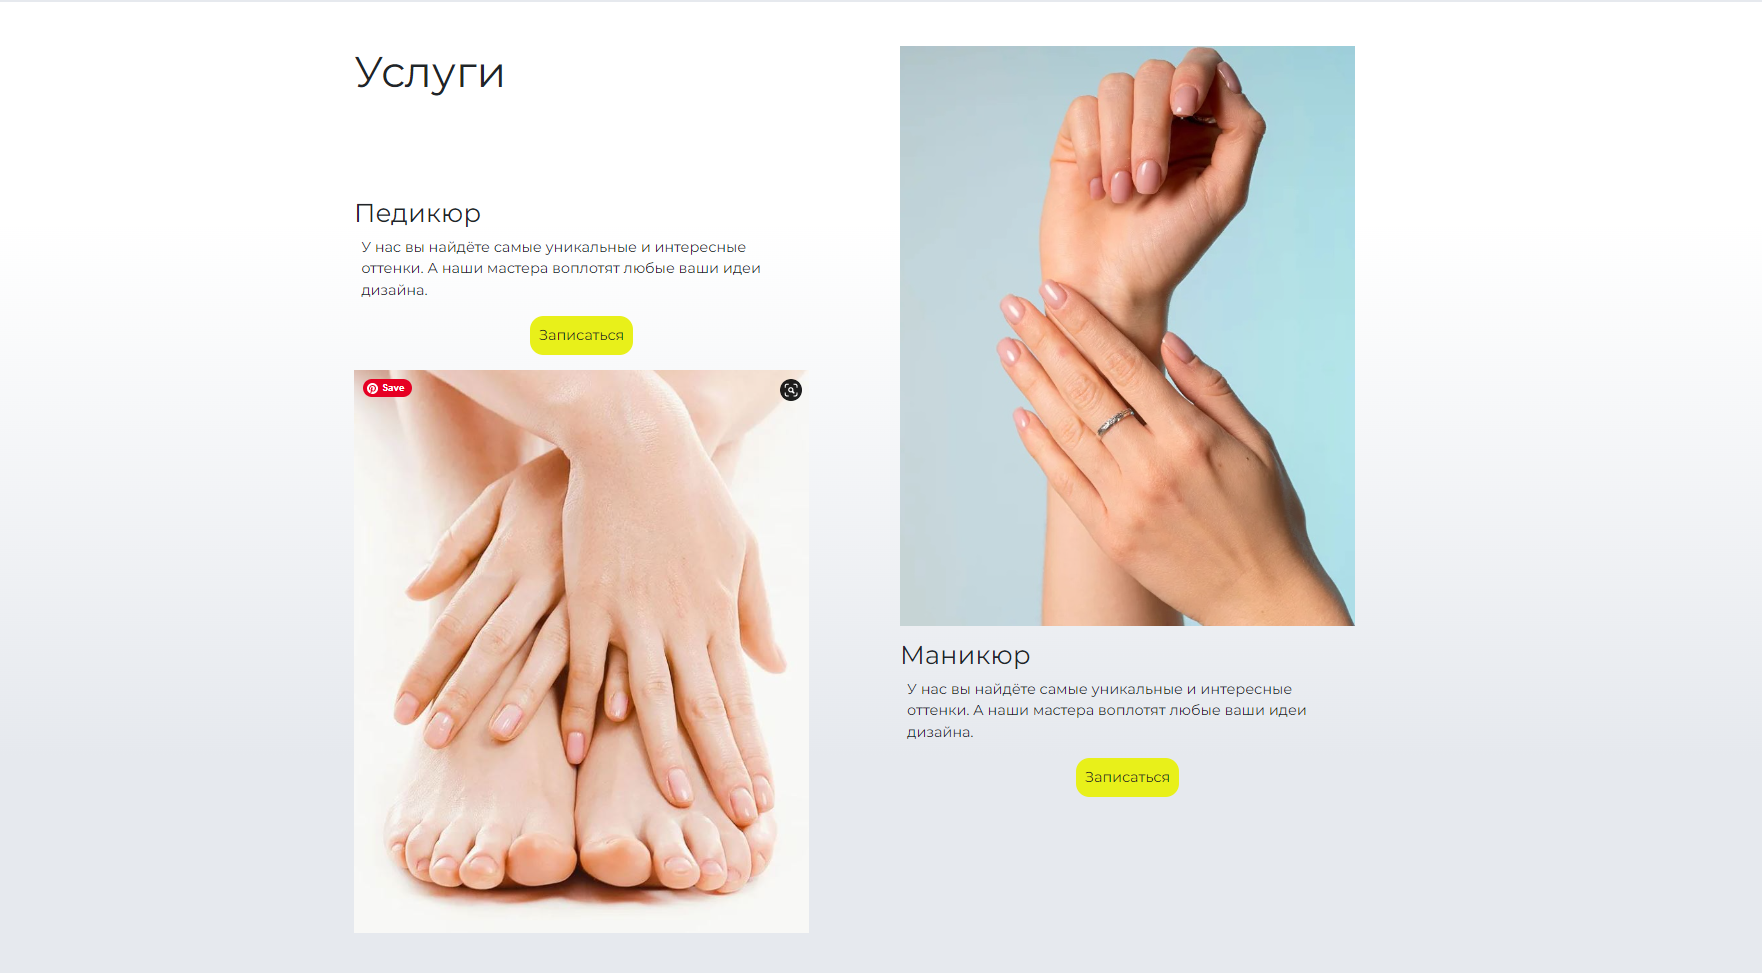 Услуги
Педикюр
У нас вы найдёте самые уникальные и интересные
оттенки. А наши мастера воплотят любые ваши идеи
дизайна.
Записаться
Save
Маникюр
У нас вы найдёте самые уникальные и интересные
оттенки. А наши мастера воплотят любые ваши идеи
дизайна.
Записаться